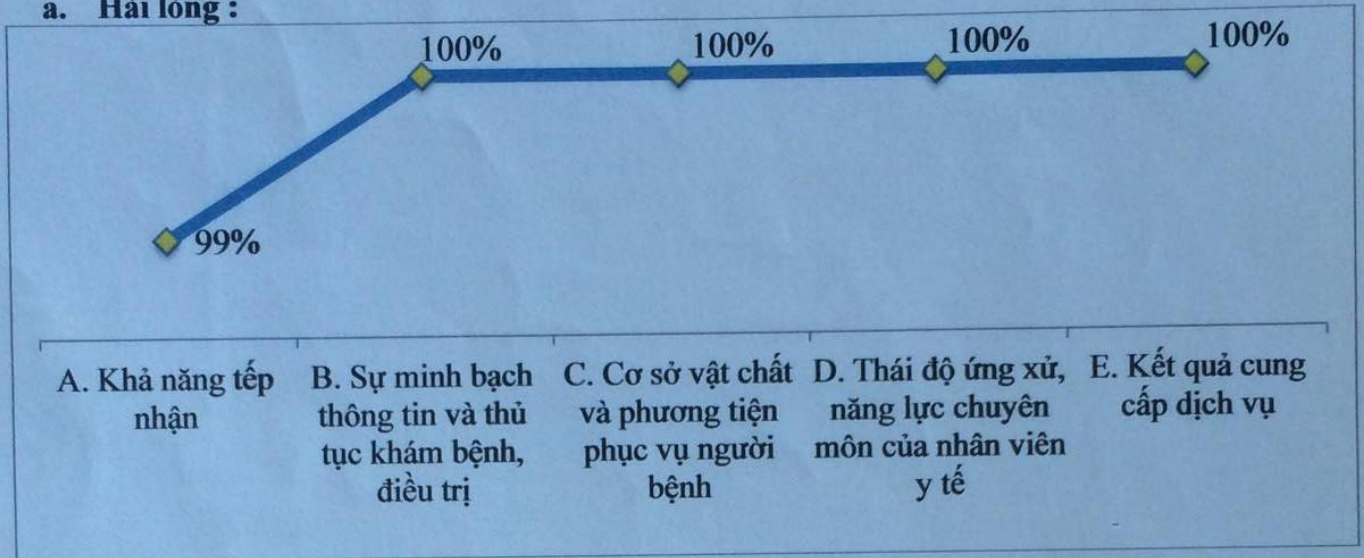 a. Hài lòng :
100%
100%
100%
100%
99%
A. Khả năng tếp
nhận
B. Sự minh bạch
thông tin và thủ
tục khám bệnh,
điều trị
C. Cơ sở vật chất
và phương tiện
phục vụ người
bệnh
D. Thái độ ứng xử,
năng lực chuyên
môn của nhân viên
y tế
E. Kết quả cung
cấp dịch vụ